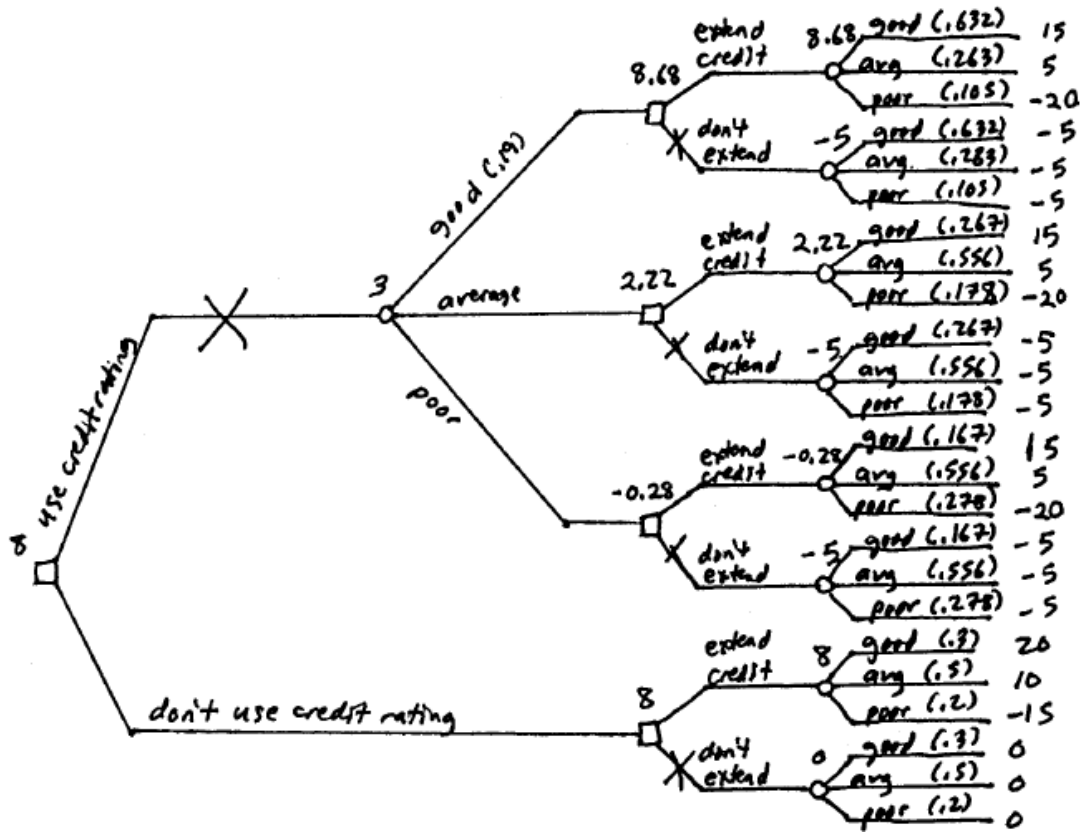 good (.632) 15
extend credit 8.68 avg (.263) 5
8.68 poor (.105) -20
don't extend -5 good (.632) -5
avg. (.263) -5
poor (.105) -5
good (.19)
good (.267) 15
extend credit 2.22 avg (.556) 5
3 average 2.22 poor (.178) -20
don't extend -5 good (.267) -5
avg (.556) -5
poor (.178) -5
poor
use credit rating
good (.167) 15
extend credit -0.28 avg (.556) 5
-0.28 poor (.278) -20
8 don't extend -5 good (.167) -5
avg (.556) -5
poor (.278) -5
good (.3) 20
extend credit 8 avg (.5) 10
don't use credit rating 8 poor (.2) -15
don't extend 0 good (.3) 0
avg (.5) 0
poor (.2) 0